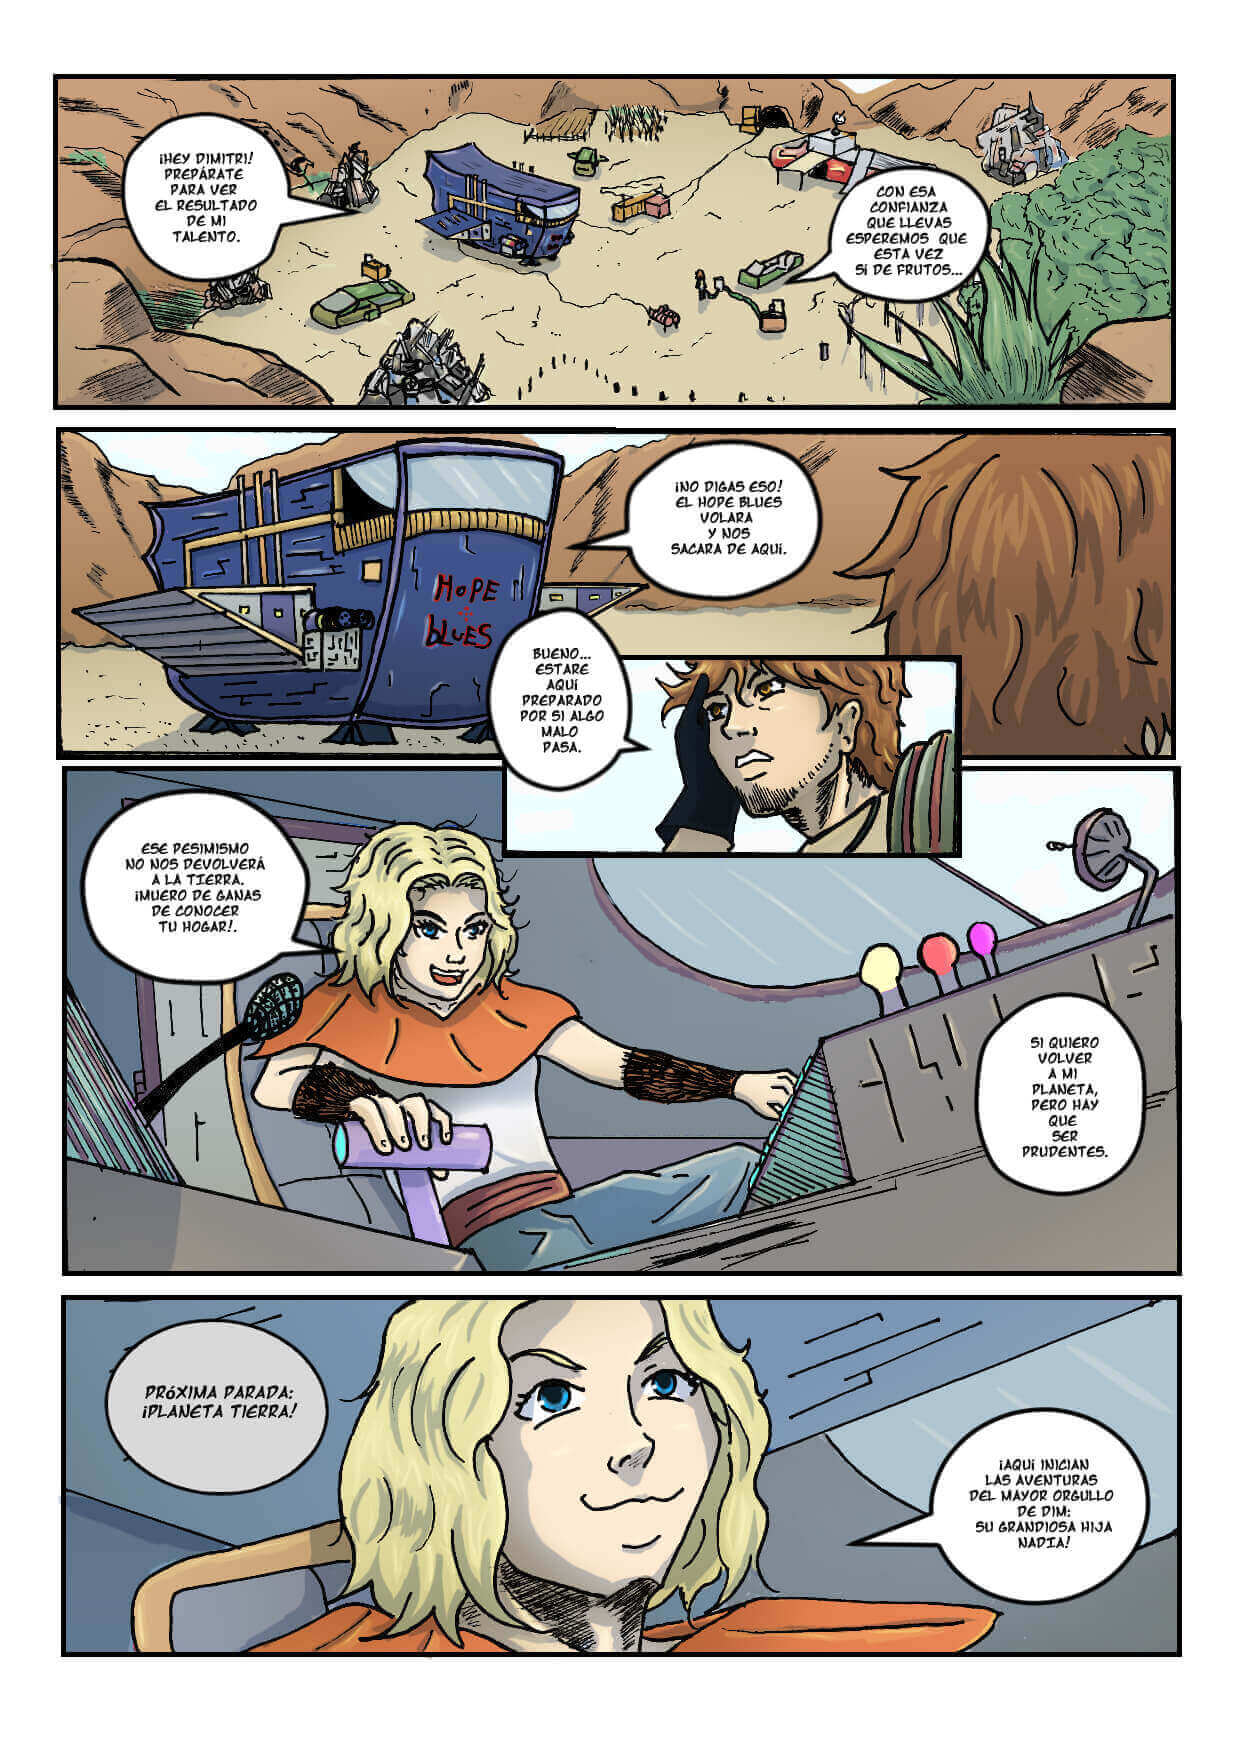 ¡HEY DIMITRI!
PREPÁRATE
PARA VER
EL RESULTADO
DE MI
TALENTO.
CON ESA
CONFIANZA
QUE LLEVAS
ESPEREMOS QUE
ESTA VEZ
SI DE FRUTOS...
¡NO DIGAS ESO!
EL HOPE BLUES
VOLARA
Y NOS
SACARA DE AQUÍ.
HOPE
BLUES
BUENO...
ESTARE
AQUÍ
PREPARADO
POR SI ALGO
MALO
PASA.
ESE PESIMISMO
NO NOS DEVOLVERÁ
A LA TIERRA.
¡MUERO DE GANAS
DE CONOCER
TU HOGAR!.
SI QUIERO
VOLVER
A MI
PLANETA,
PERO HAY
QUE
SER
PRUDENTES.
PRÓXIMA PARADA:
¡PLANETA TIERRA!
¡AQUÍ INICIAN
LAS AVENTURAS
DEL MAYOR ORGULLO
DE DIM:
SU GRANDIOSA HIJA
NADIA!